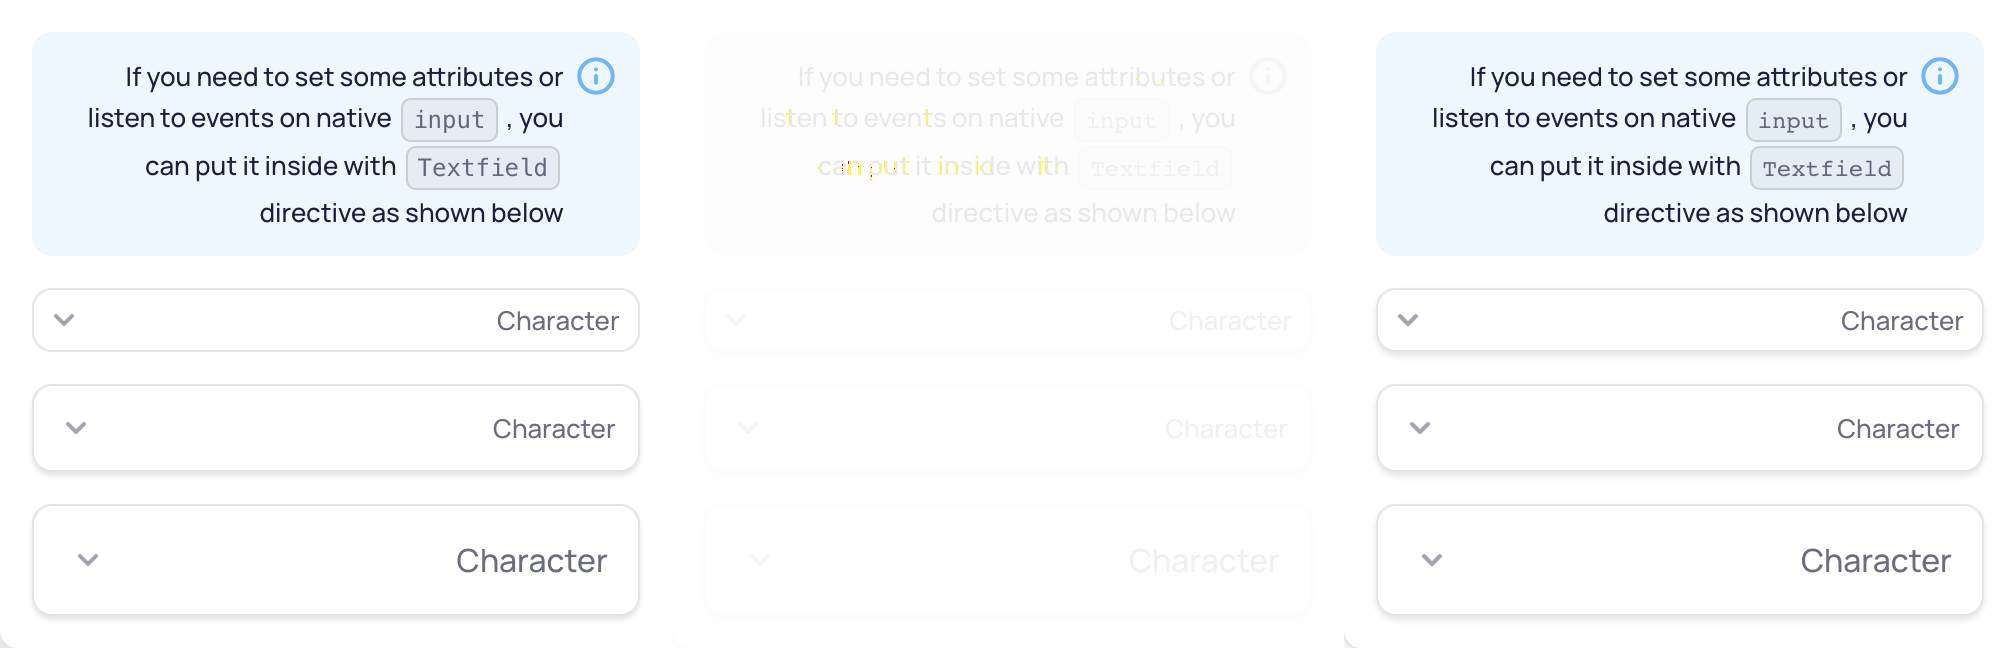 If you need to set some attributes or
listen to events on native input , you
can put it inside with Textfield
directive as shown below
Character
Character
Character
If you need to set some attributes or
listen to events on native input , you
can put it inside with Textfield
directive as shown below
Character
Character
Character
If you need to set some attributes or
listen to events on native input , you
can put it inside with Textfield
directive as shown below
Character
Character
Character